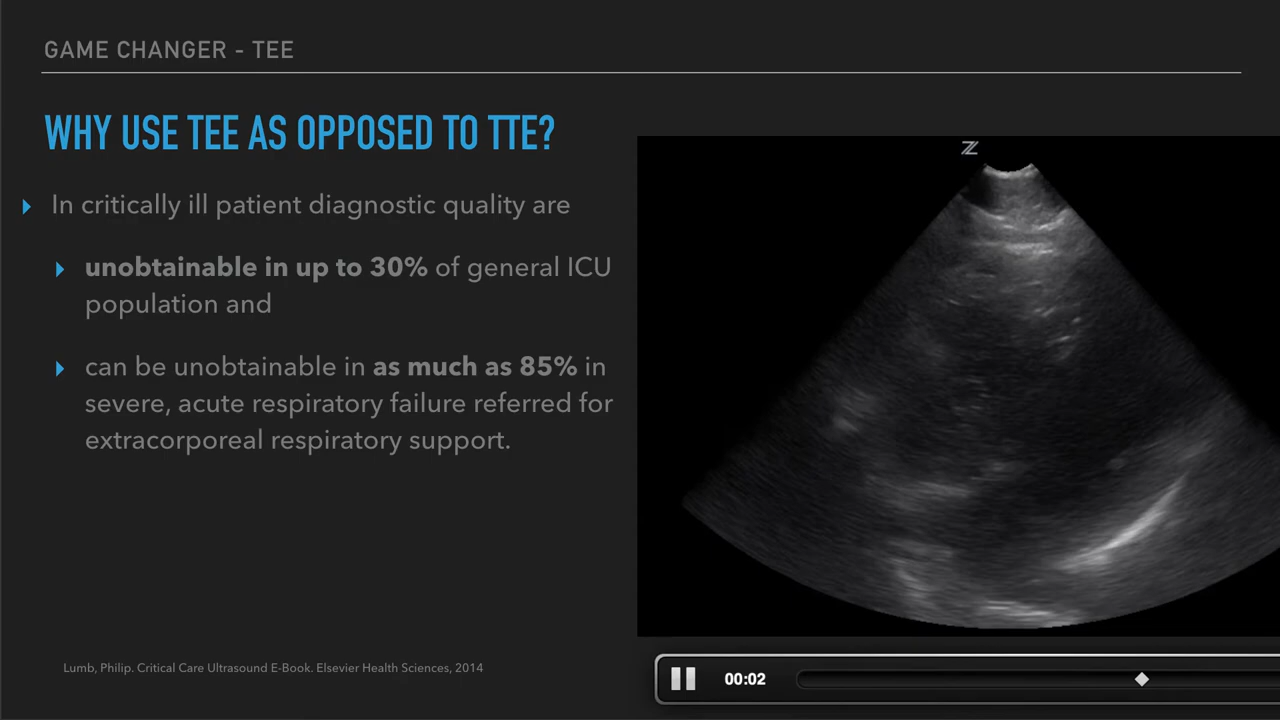 GAME CHANGER - TEE
WHY USE TEE AS OPPOSED TO TTE?
In critically ill patient diagnostic quality are
unobtainable in up to 30% of general ICU
population and
can be unobtainable in as much as 85% in
severe, acute respiratory failure referred for
extracorporeal respiratory support.
Lumb, Philip. Critical Care Ultrasound E-Book. Elsevier Health Sciences, 2014
Z
00:02